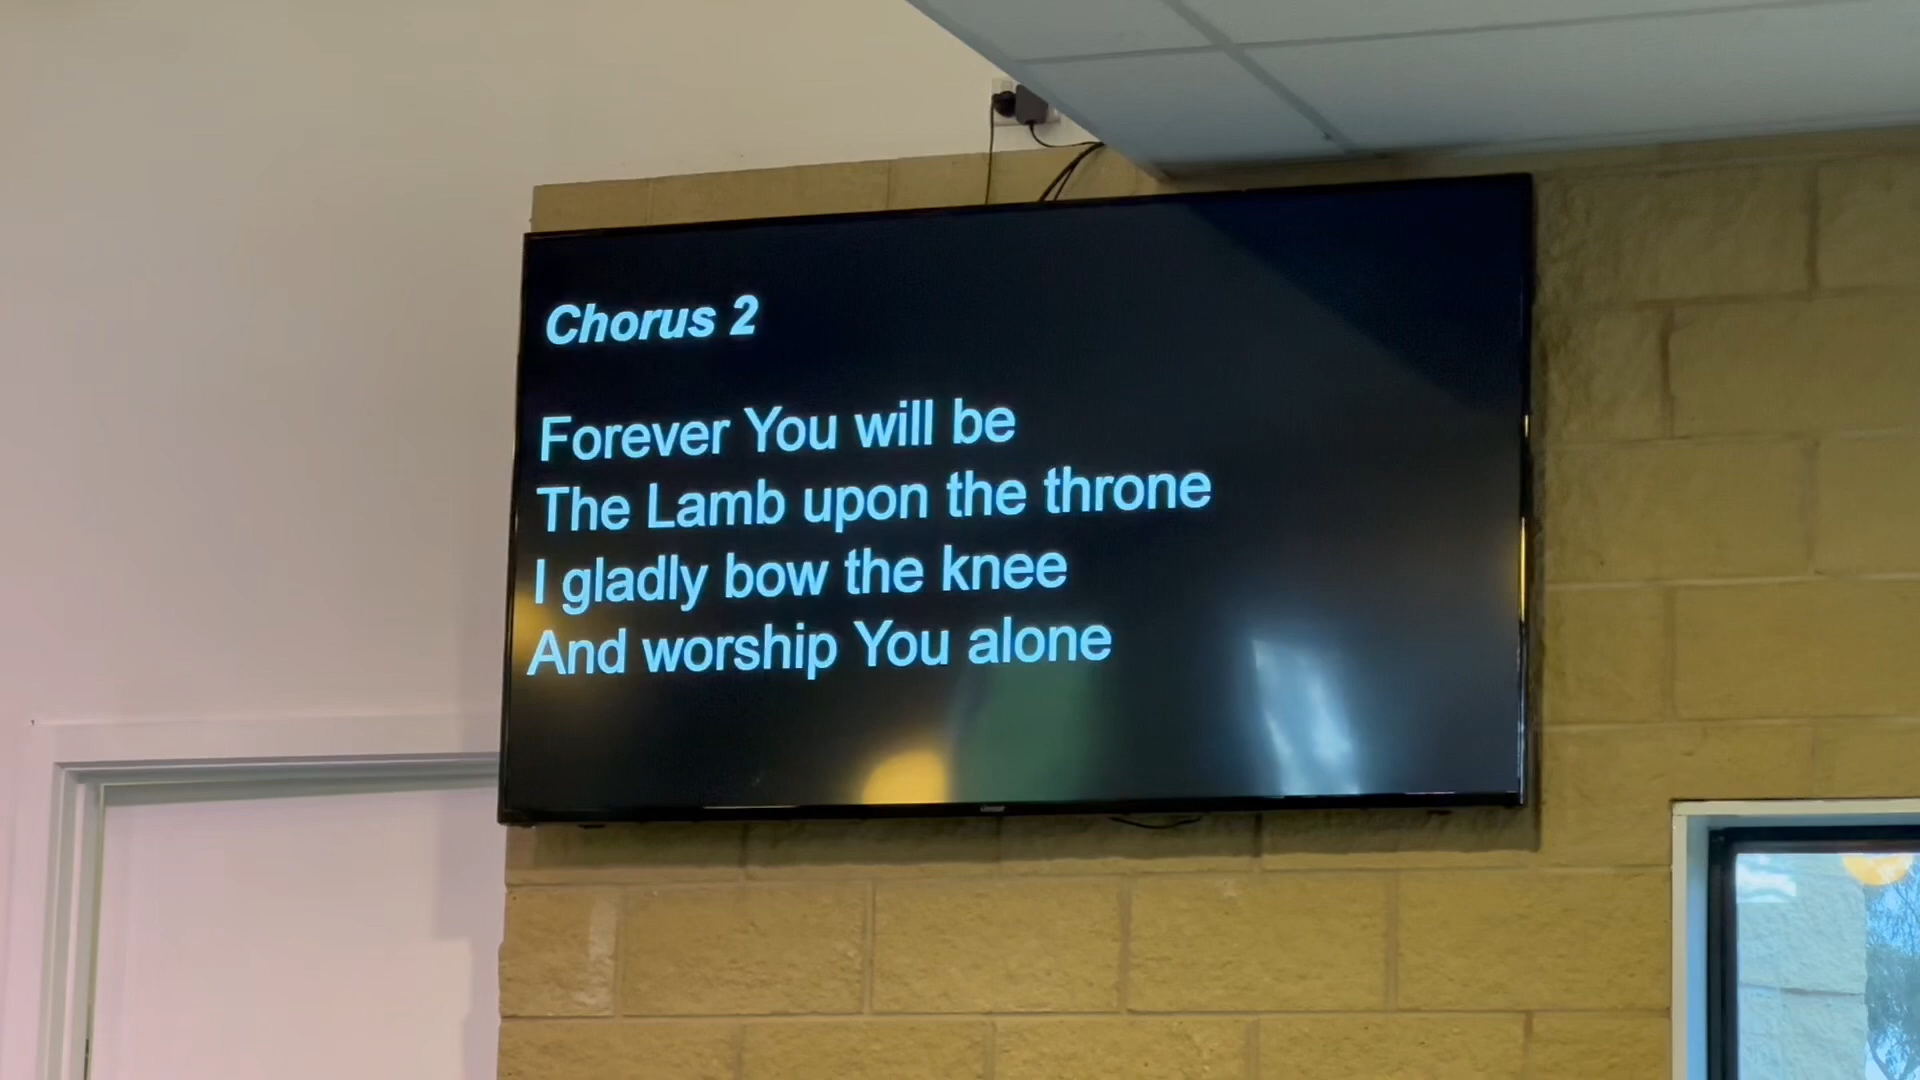 Chorus 2
Forever You will be
The Lamb upon the throne
I gladly bow the knee
And worship You alone